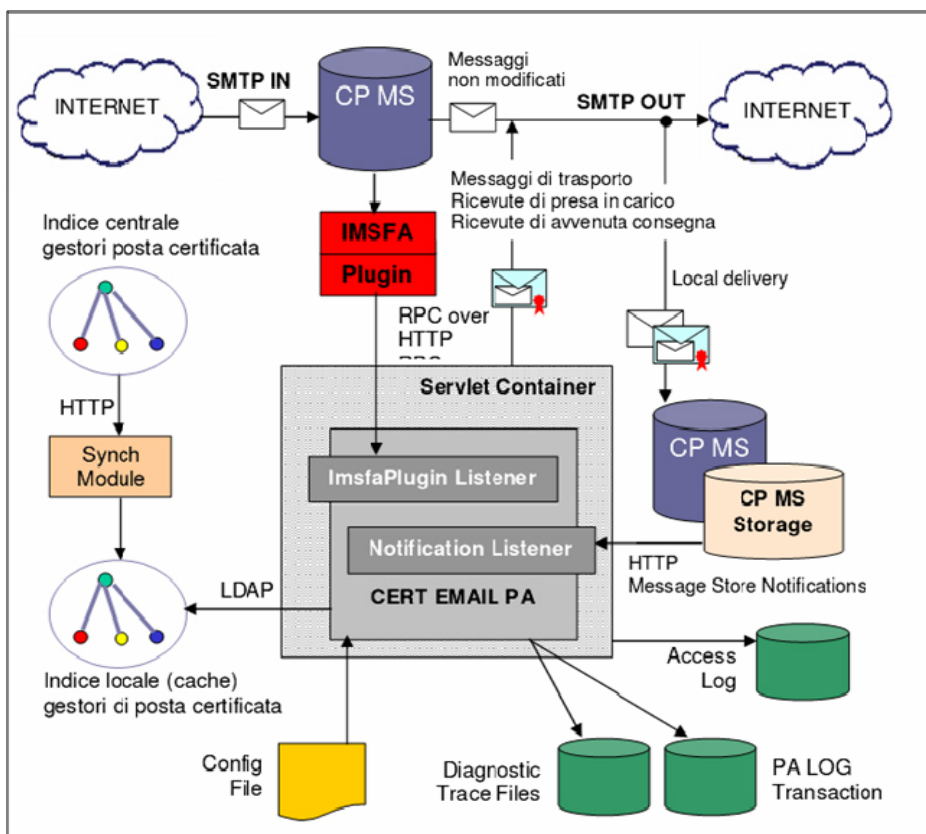 INTERNET
SMTP IN
CP MS
Messaggi
non modificati
SMTP OUT
INTERNET
Messaggi di trasporto
Ricevute di presa in carico
Ricevute di avvenuta consegna
Indice centrale
gestori posta certificata
IMSFA
Plugin
RPC over
HTTP
Local delivery
HTTP
Synch
Module
Servlet Container
ImsfaPlugin Listener
Notification Listener
CERT EMAIL PA
CP MS
CP MS
Storage
HTTP
Message Store Notifications
LDAP
Indice locale (cache)
gestori di posta certificata
Access
Log
Config
File
Diagnostic
Trace Files
PA LOG
Transaction